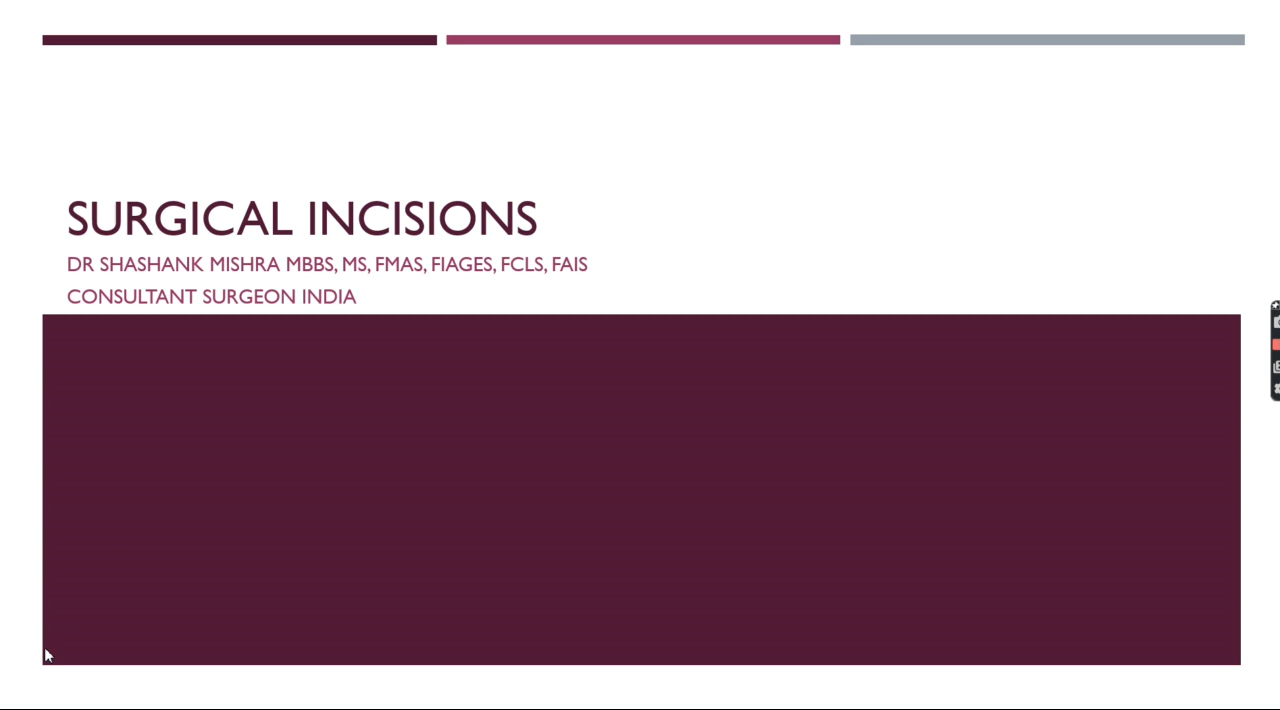 SURGICAL INCISIONS
DR SHASHANK MISHRA MBBS, MS, FMAS, FIAGES, FCLS, FAIS
CONSULTANT SURGEON INDIA